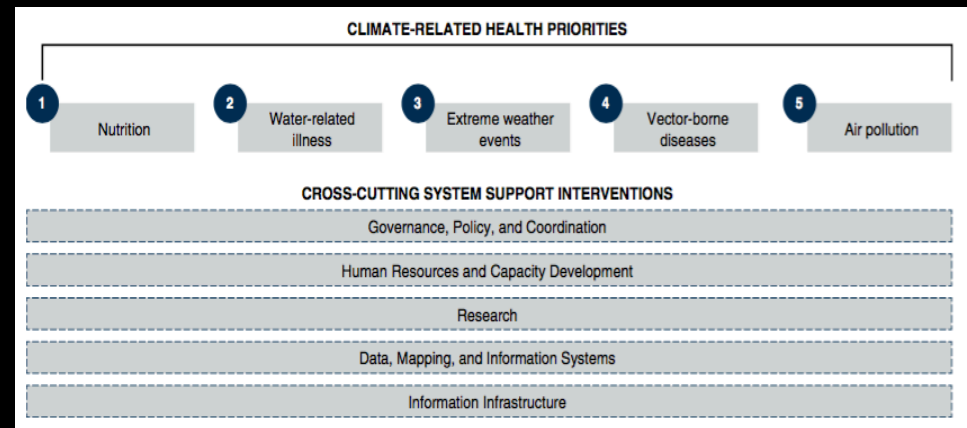 CLIMATE-RELATED HEALTH PRIORITIES
1
Nutrition
2
Water-related
illness
3
Extreme weather
events
4
Vector-borne
diseases
5
Air pollution
CROSS-CUTTING SYSTEM SUPPORT INTERVENTIONS
Governance, Policy, and Coordination
Human Resources and Capacity Development
Research
Data, Mapping, and Information Systems
Information Infrastructure